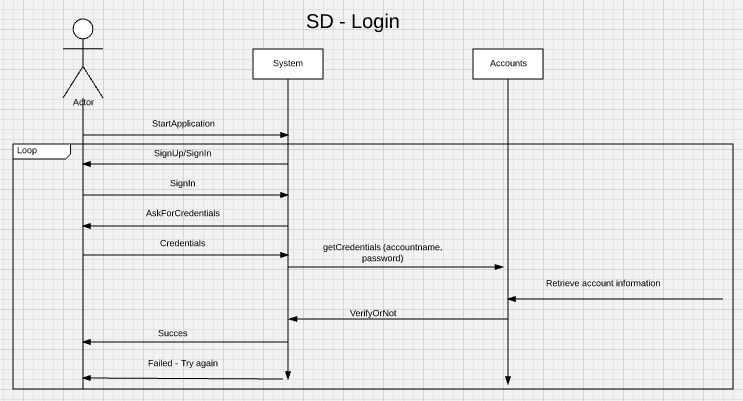 SD - Login
System
Accounts
Actor
StartApplication
Loop
SignUp/SignIn
SignIn
AskForCredentials
Credentials
getCredentials (accountname,
password)
Retrieve account information
VerifyOrNot
Succes
Failed - Try again